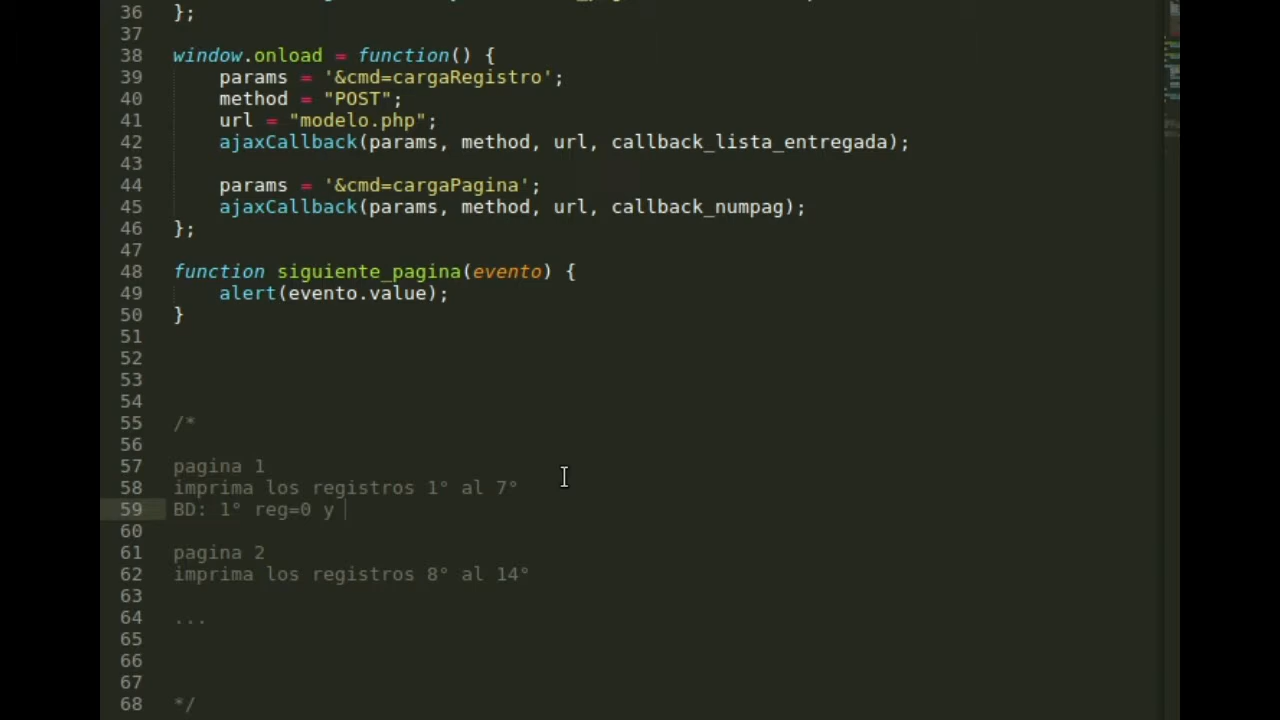 36 };
37
38 window.onload = function() {
39 params = '&cmd=cargaRegistro';
40 method = "POST";
41 url = "modelo.php";
42 ajaxCallback(params, method, url, callback_lista_entregada);
43
44 params = '&cmd=cargaPagina';
45 ajaxCallback(params, method, url, callback_numpag);
46 };
47
48 function siguiente_pagina(evento) {
49 alert(evento.value);
50 }
51
52
53
54
55 /*
56
57 pagina 1
58 imprima los registros 1° al 7°
59 BD: 1° reg=0 y
60
61 pagina 2
62 imprima los registros 8° al 14°
63
64 ...
65
66
67
68 */